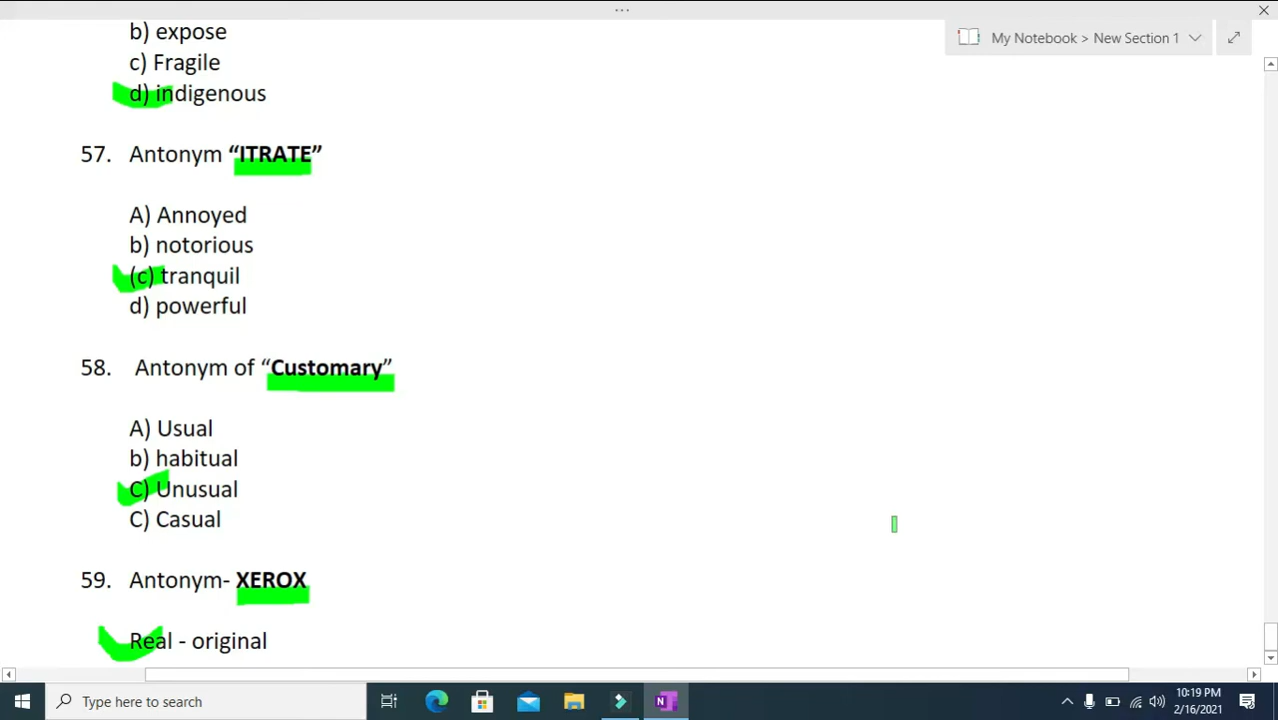 My Notebook > New Section 1
b) expose
c) Fragile
d) indigenous
57. Antonym “ITRATE”
A) Annoyed
b) notorious
(c) tranquil
d) powerful
58. Antonym of “Customary”
A) Usual
b) habitual
C) Unusual
C) Casual
59. Antonym- XEROX
Real - original
Type here to search
10:19 PM
2/16/2021